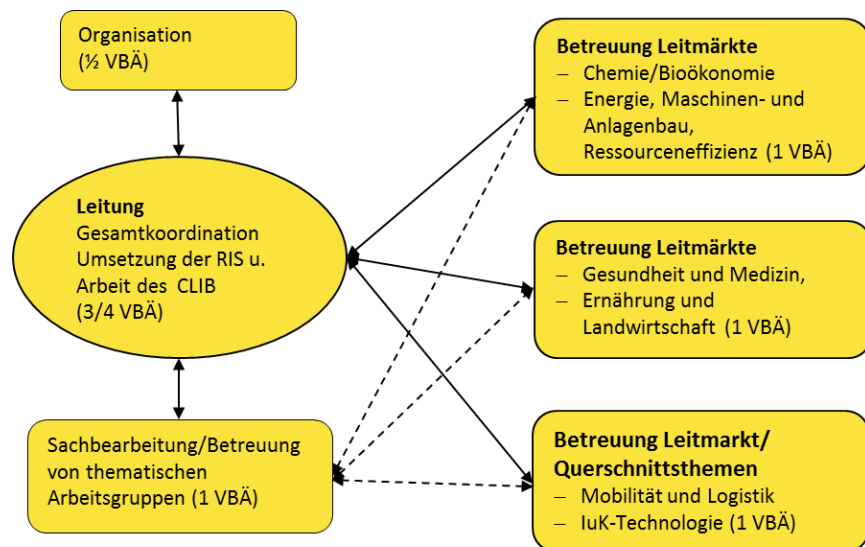 Organisation
(½ VBÄ)
Leitung
Gesamtkoordination
Umsetzung der RIS u.
Arbeit des CLIB
(3/4 VBÄ)
Sachbearbeitung/Betreuung
von thematischen
Arbeitsgruppen (1 VBÄ)
Betreuung Leitmärkte
– Chemie/Bioökonomie
– Energie, Maschinen- und
Anlagenbau,
Ressourceneffizienz (1 VBÄ)
Betreuung Leitmärkte
– Gesundheit und Medizin,
– Ernährung und
Landwirtschaft (1 VBÄ)
Betreuung Leitmarkt/
Querschnittsthemen
– Mobilität und Logistik
– IuK-Technologie (1 VBÄ)